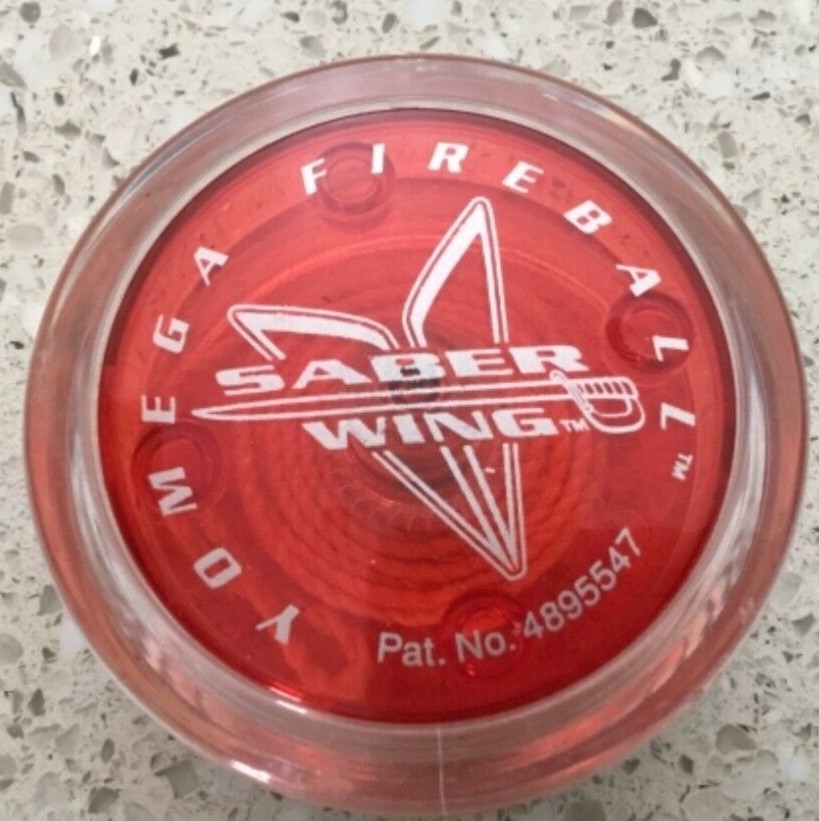 YOMEGA FIREBALL™
SABER
WING™
Pat. No. 4895547